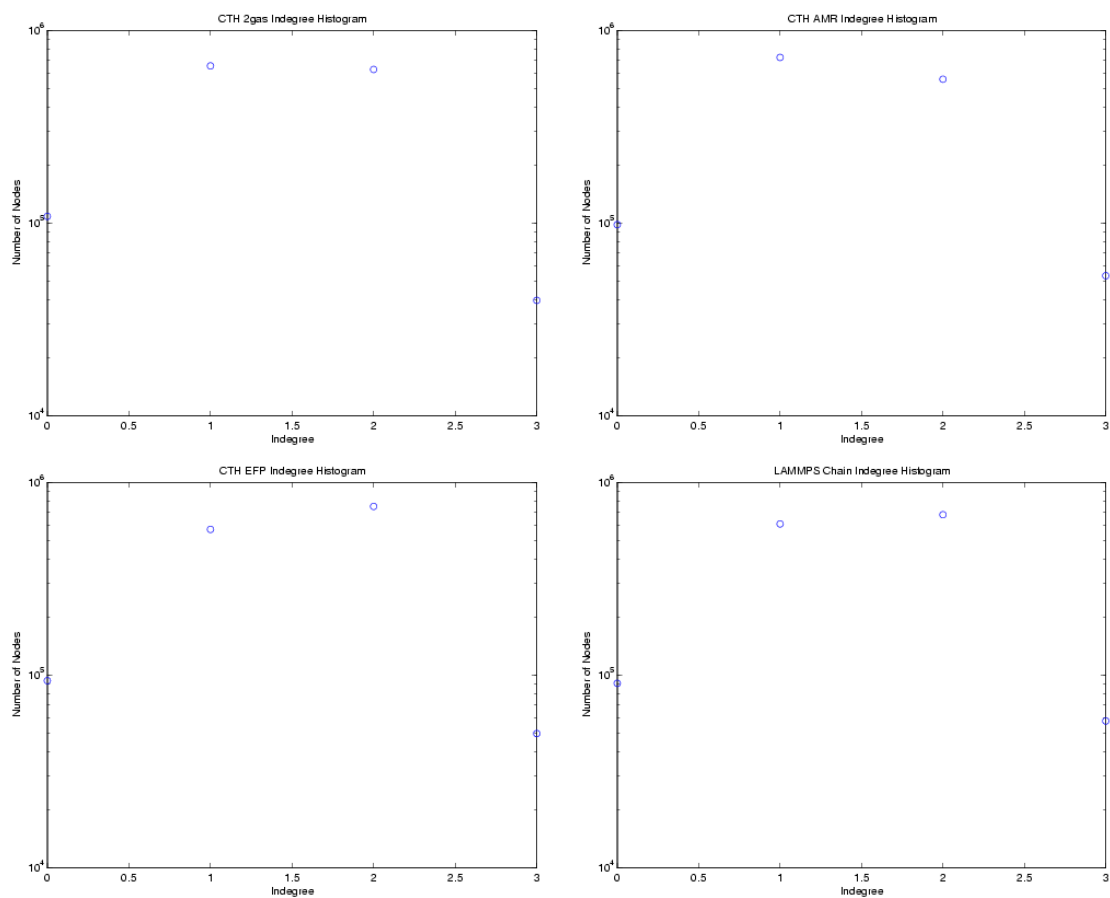 CTH 2gas Indegree Histogram
10^6
10^5
10^4
Number of Nodes
0 0.5 1 1.5 2 2.5 3
Indegree
CTH AMR Indegree Histogram
10^6
10^5
10^4
Number of Nodes
0 0.5 1 1.5 2 2.5 3
Indegree
CTH EFP Indegree Histogram
10^6
10^5
10^4
Number of Nodes
0 0.5 1 1.5 2 2.5 3
Indegree
LAMMPS Chain Indegree Histogram
10^6
10^5
10^4
Number of Nodes
0 0.5 1 1.5 2 2.5 3
Indegree